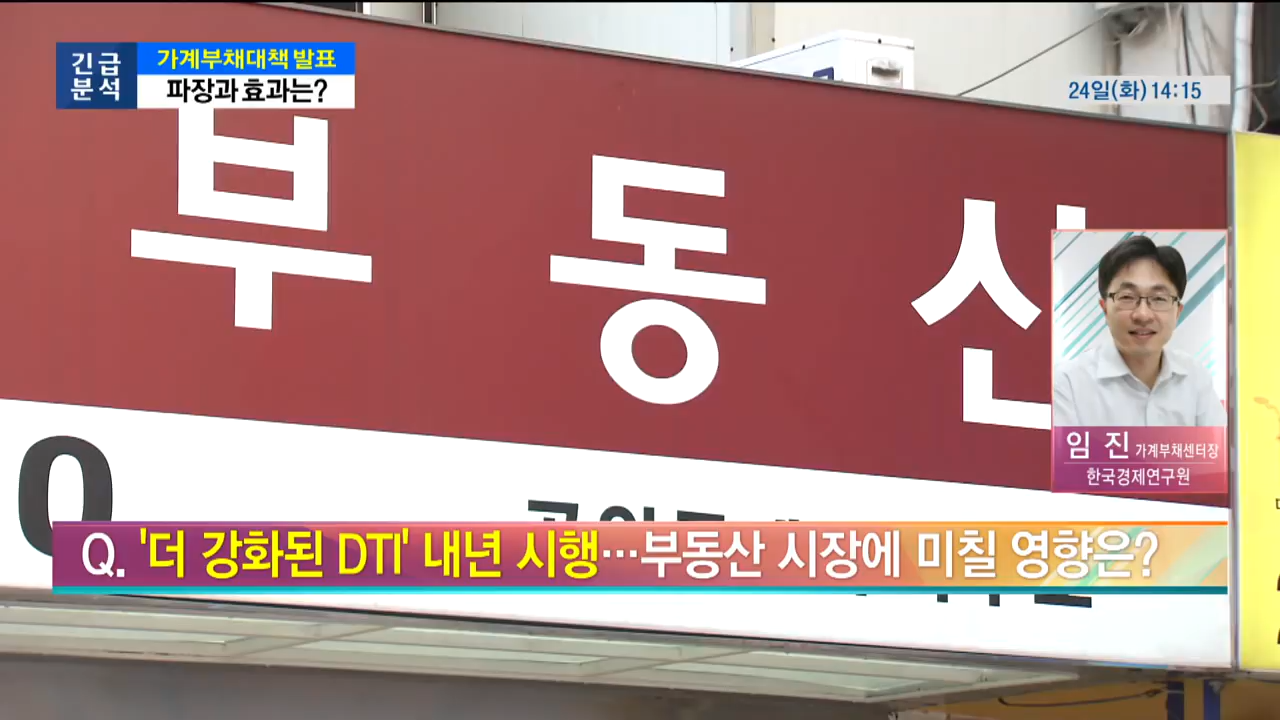 긴급
분석
가계부채대책 발표
파장과 효과는?
24일(화) 14:15
부동산
임 진 가계부채센터장
한국경제연구원
Q. '더 강화된 DTI' 내년 시행…부동산 시장에 미칠 영향은?